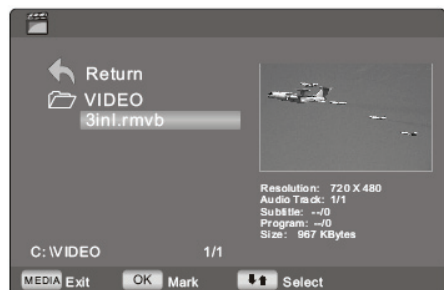 Return
VIDEO
3inl.rmvb
Resolution: 720 X 480
Audio Track: 1/1
Subtitle: --/0
Program: --/0
Size: 967 KBytes
C:\VIDEO 1/1
MEDIA Exit OK Mark Select